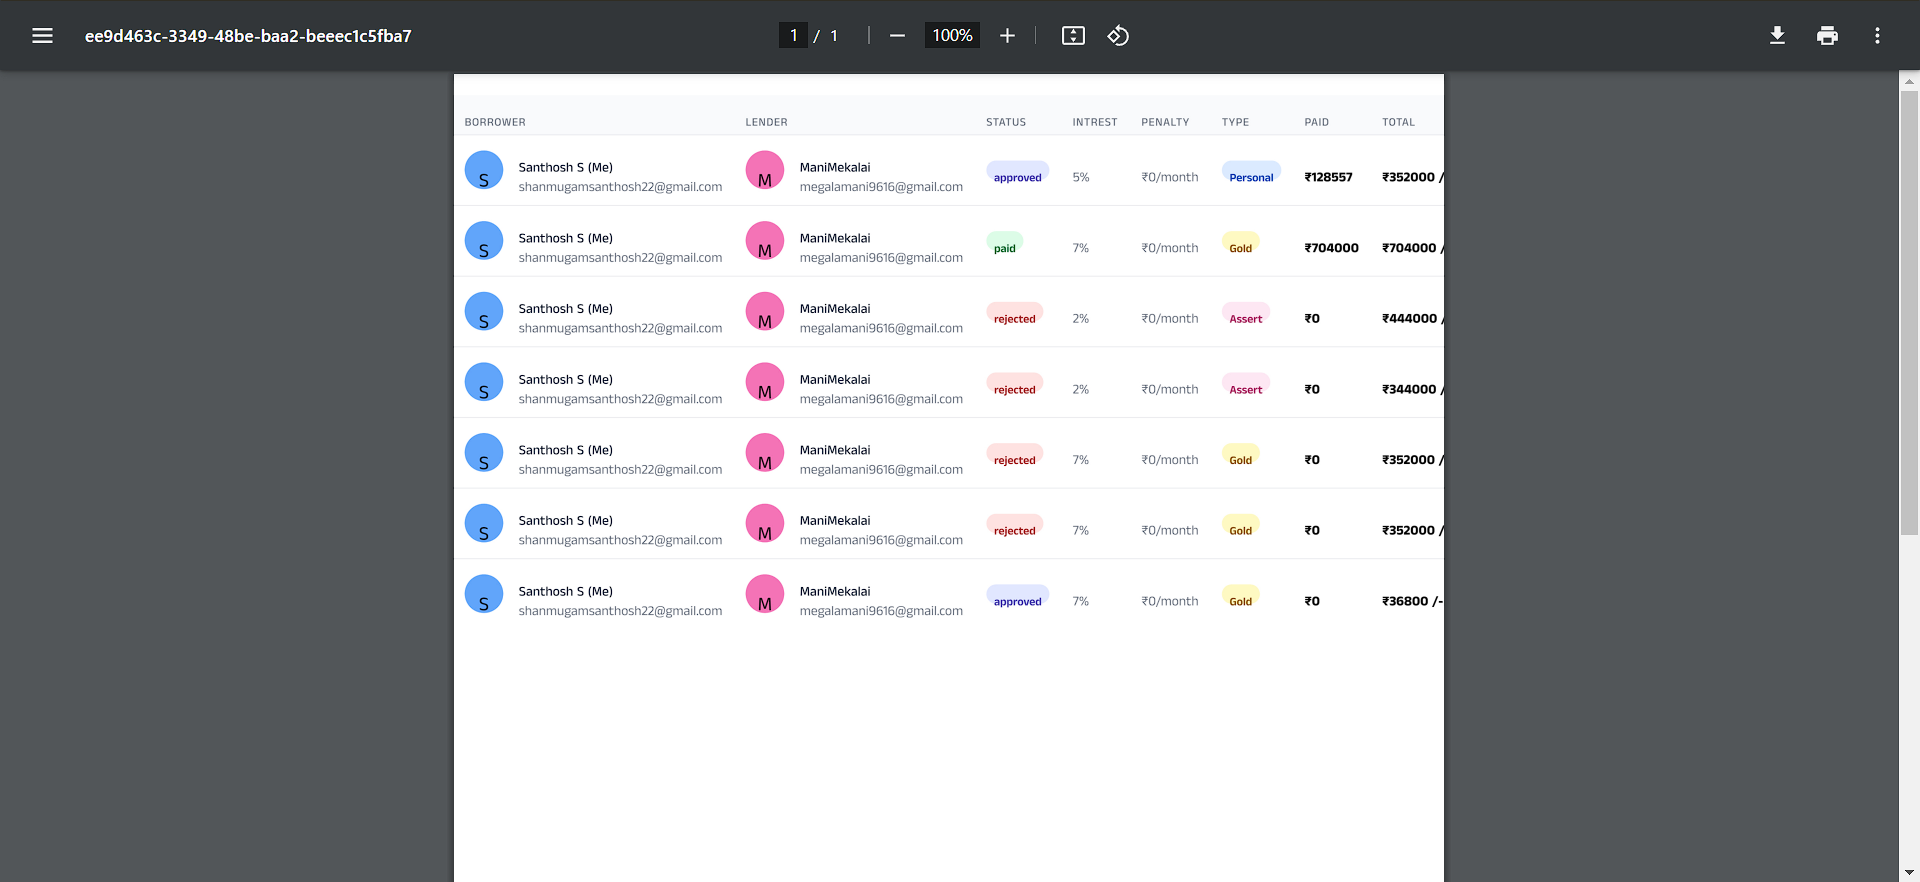 ee9d463c-3349-48be-baa2-beeec1c5fba7 1 / 1 100%
BORROWER LENDER STATUS INTREST PENALTY TYPE PAID TOTAL
S Santhosh S (Me) shanmugamsanthosh22@gmail.com M ManiMekalai megalamani9616@gmail.com approved 5% ₹0/month Personal ₹128557 ₹352000 /
S Santhosh S (Me) shanmugamsanthosh22@gmail.com M ManiMekalai megalamani9616@gmail.com paid 7% ₹0/month Gold ₹704000 ₹704000 /
S Santhosh S (Me) shanmugamsanthosh22@gmail.com M ManiMekalai megalamani9616@gmail.com rejected 2% ₹0/month Assert ₹0 ₹444000 /
S Santhosh S (Me) shanmugamsanthosh22@gmail.com M ManiMekalai megalamani9616@gmail.com rejected 2% ₹0/month Assert ₹0 ₹344000 /
S Santhosh S (Me) shanmugamsanthosh22@gmail.com M ManiMekalai megalamani9616@gmail.com rejected 7% ₹0/month Gold ₹0 ₹352000 /
S Santhosh S (Me) shanmugamsanthosh22@gmail.com M ManiMekalai megalamani9616@gmail.com rejected 7% ₹0/month Gold ₹0 ₹352000 /
S Santhosh S (Me) shanmugamsanthosh22@gmail.com M ManiMekalai megalamani9616@gmail.com approved 7% ₹0/month Gold ₹0 ₹36800 /-